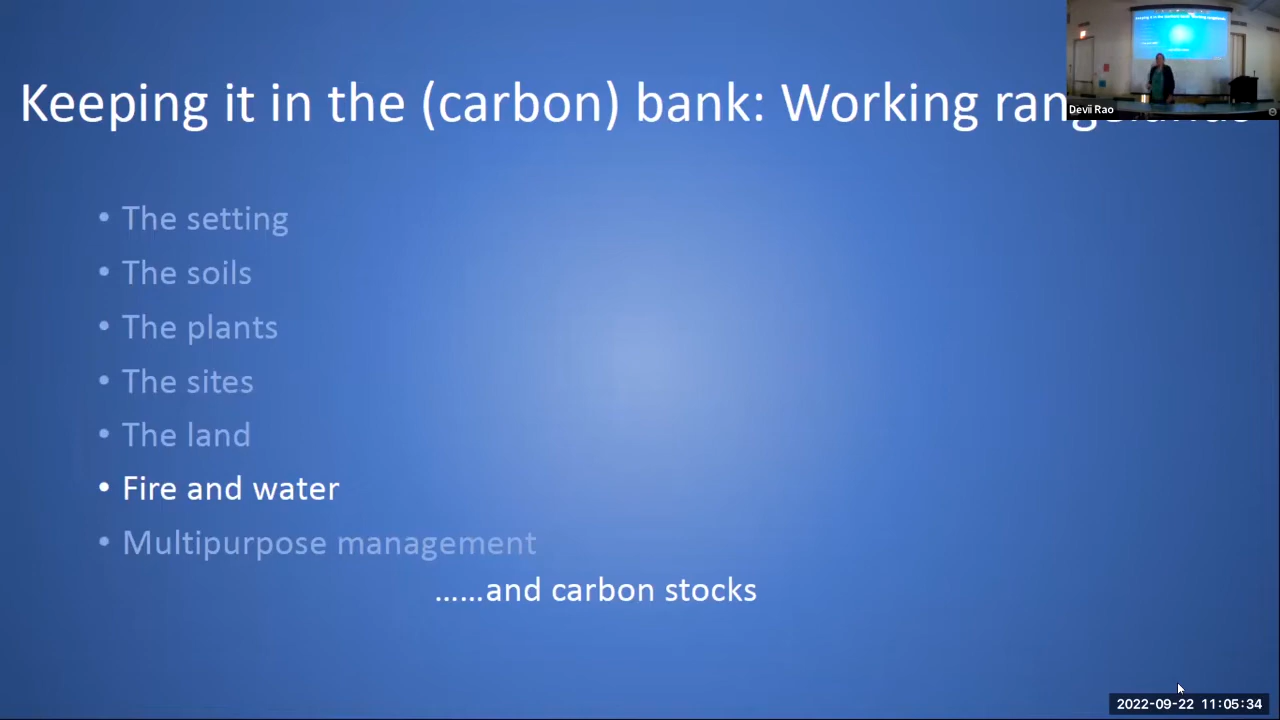 Keeping it in the (carbon) bank: Working
Devii Rao
• The setting
• The soils
• The plants
• The sites
• The land
• Fire and water
• Multipurpose management
......and carbon stocks
2022-09-22 11:05:34